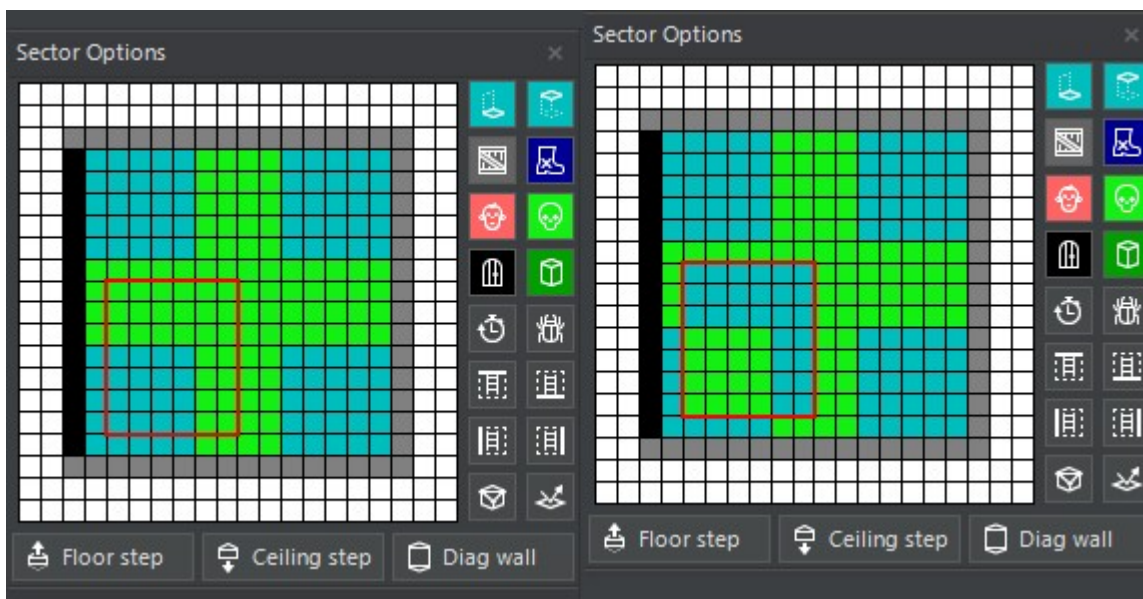 Sector Options
Floor step
Ceiling step
Diag wall
Sector Options
Floor step
Ceiling step
Diag wall